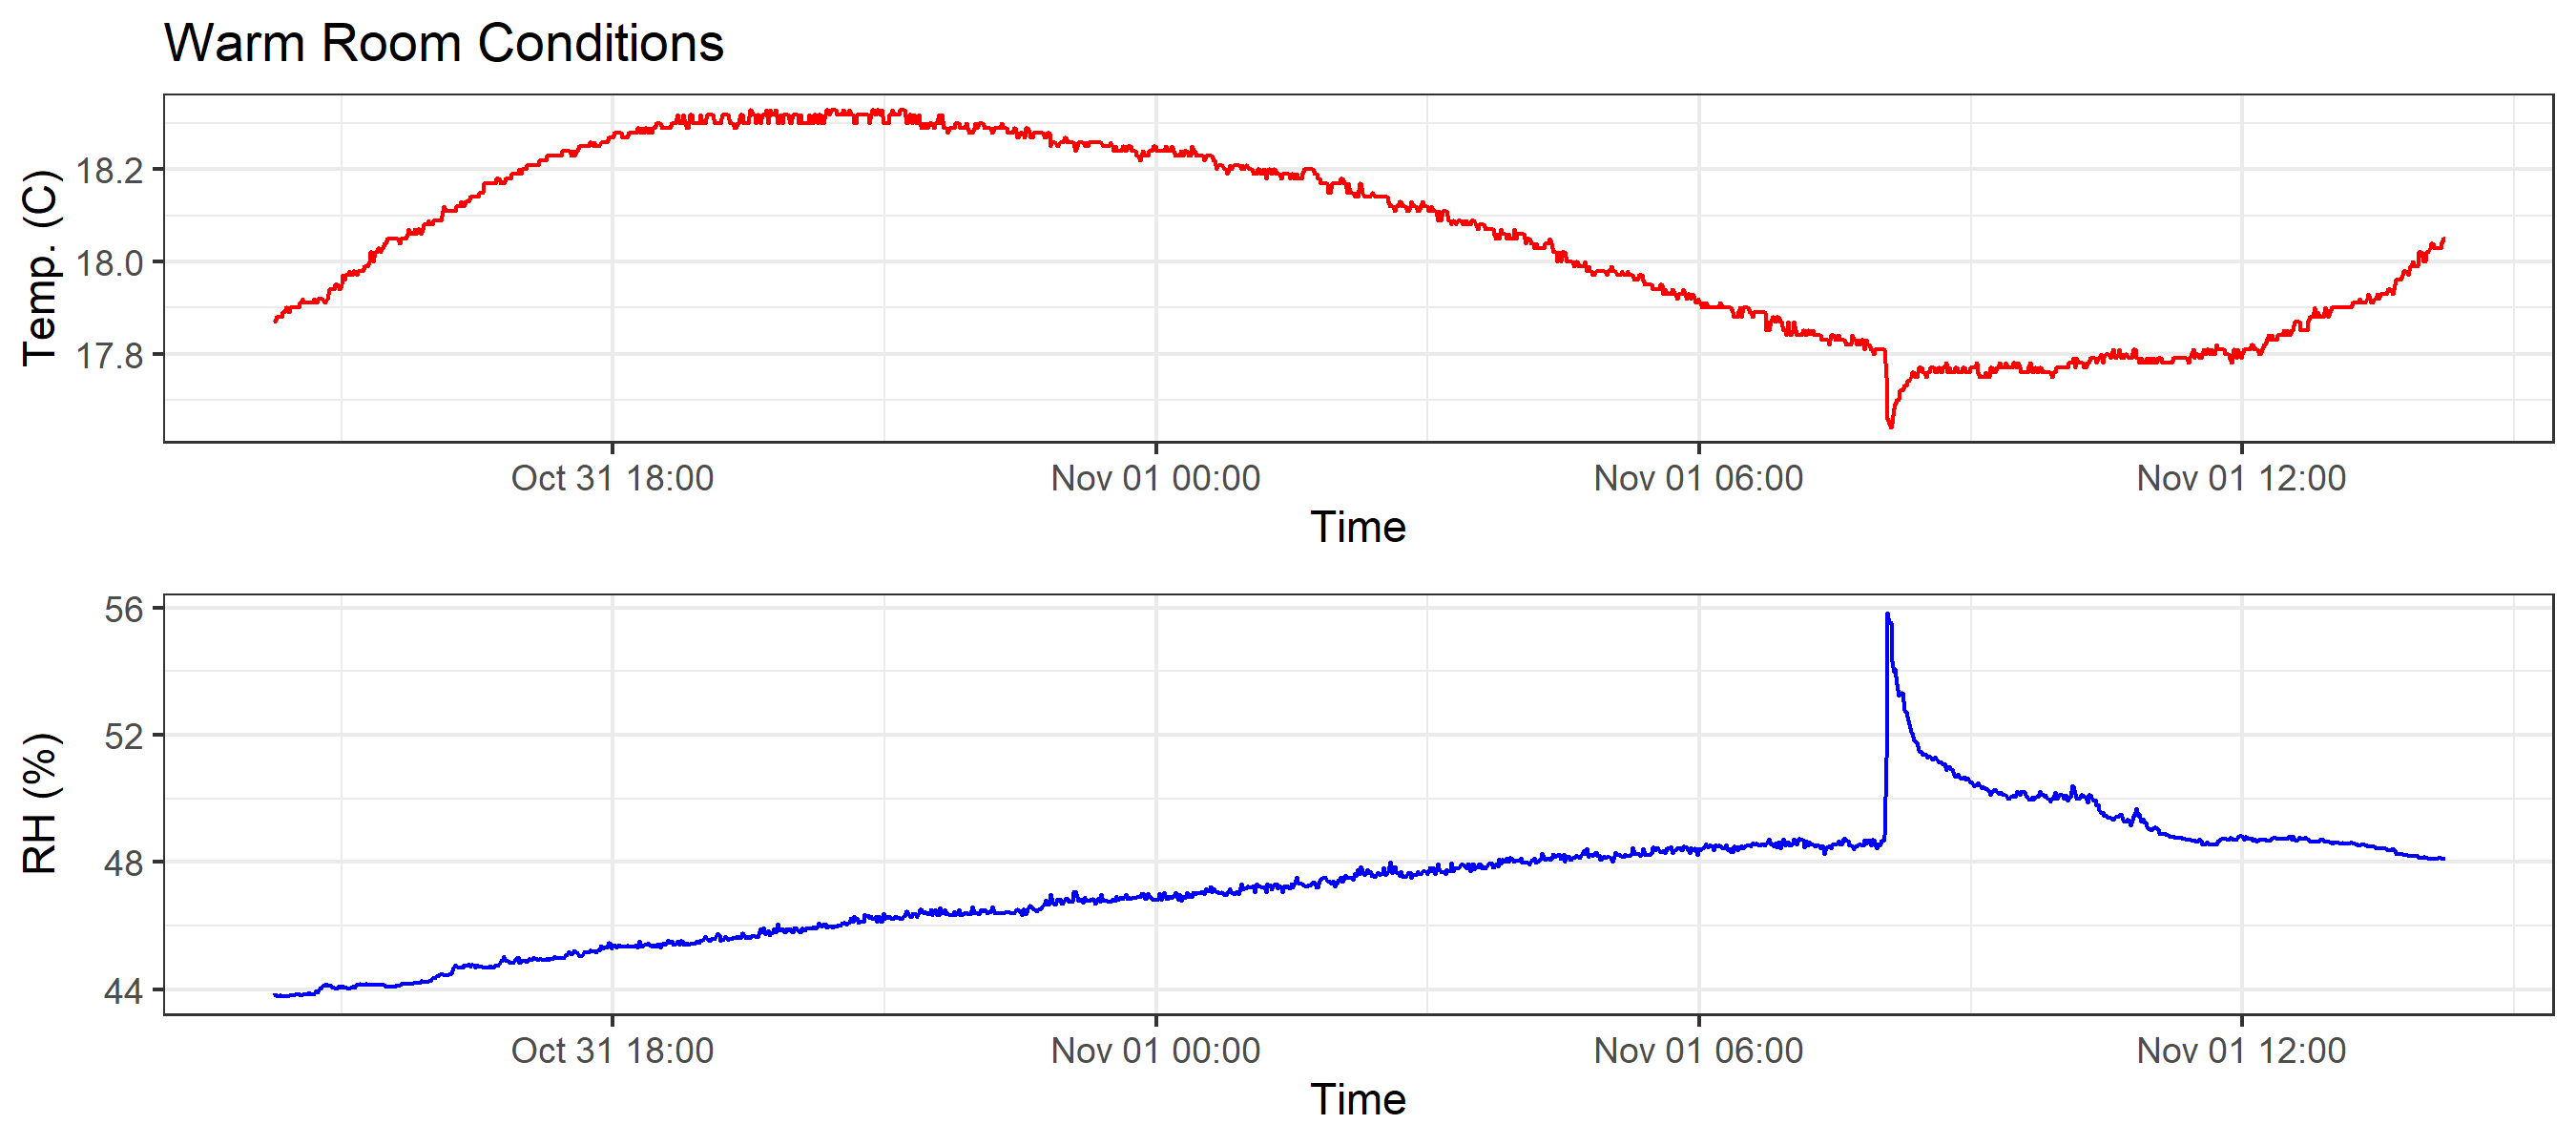 Warm Room Conditions
Temp. (C)
18.2
18.0
17.8
Oct 31 18:00 Nov 01 00:00 Nov 01 06:00 Nov 01 12:00
Time
RH (%)
56
52
48
44
Oct 31 18:00 Nov 01 00:00 Nov 01 06:00 Nov 01 12:00
Time